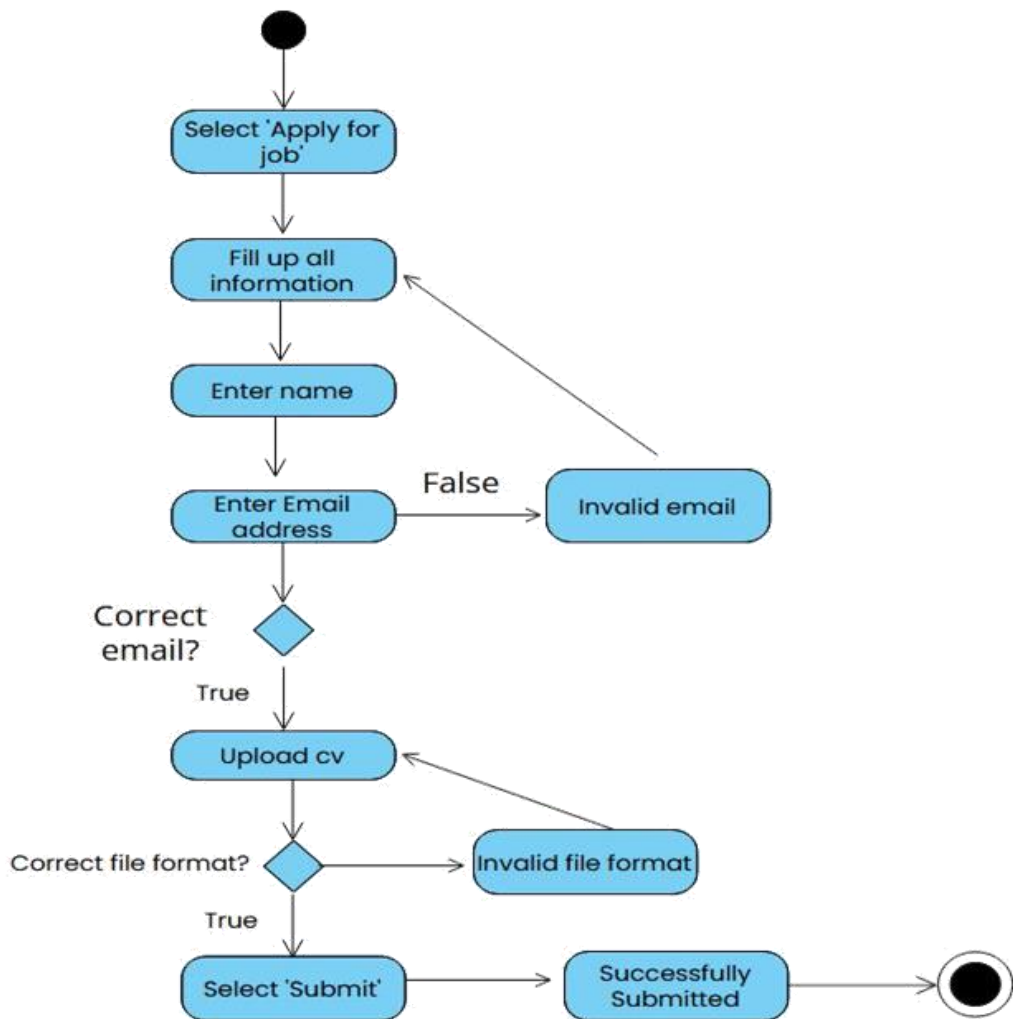 Select 'Apply for
job'
Fill up all
information
Enter name
Enter Email
address
False
Invalid email
Correct
email?
True
Upload cv
Correct file format?
Invalid file format
True
Select 'Submit'
Successfully
Submitted